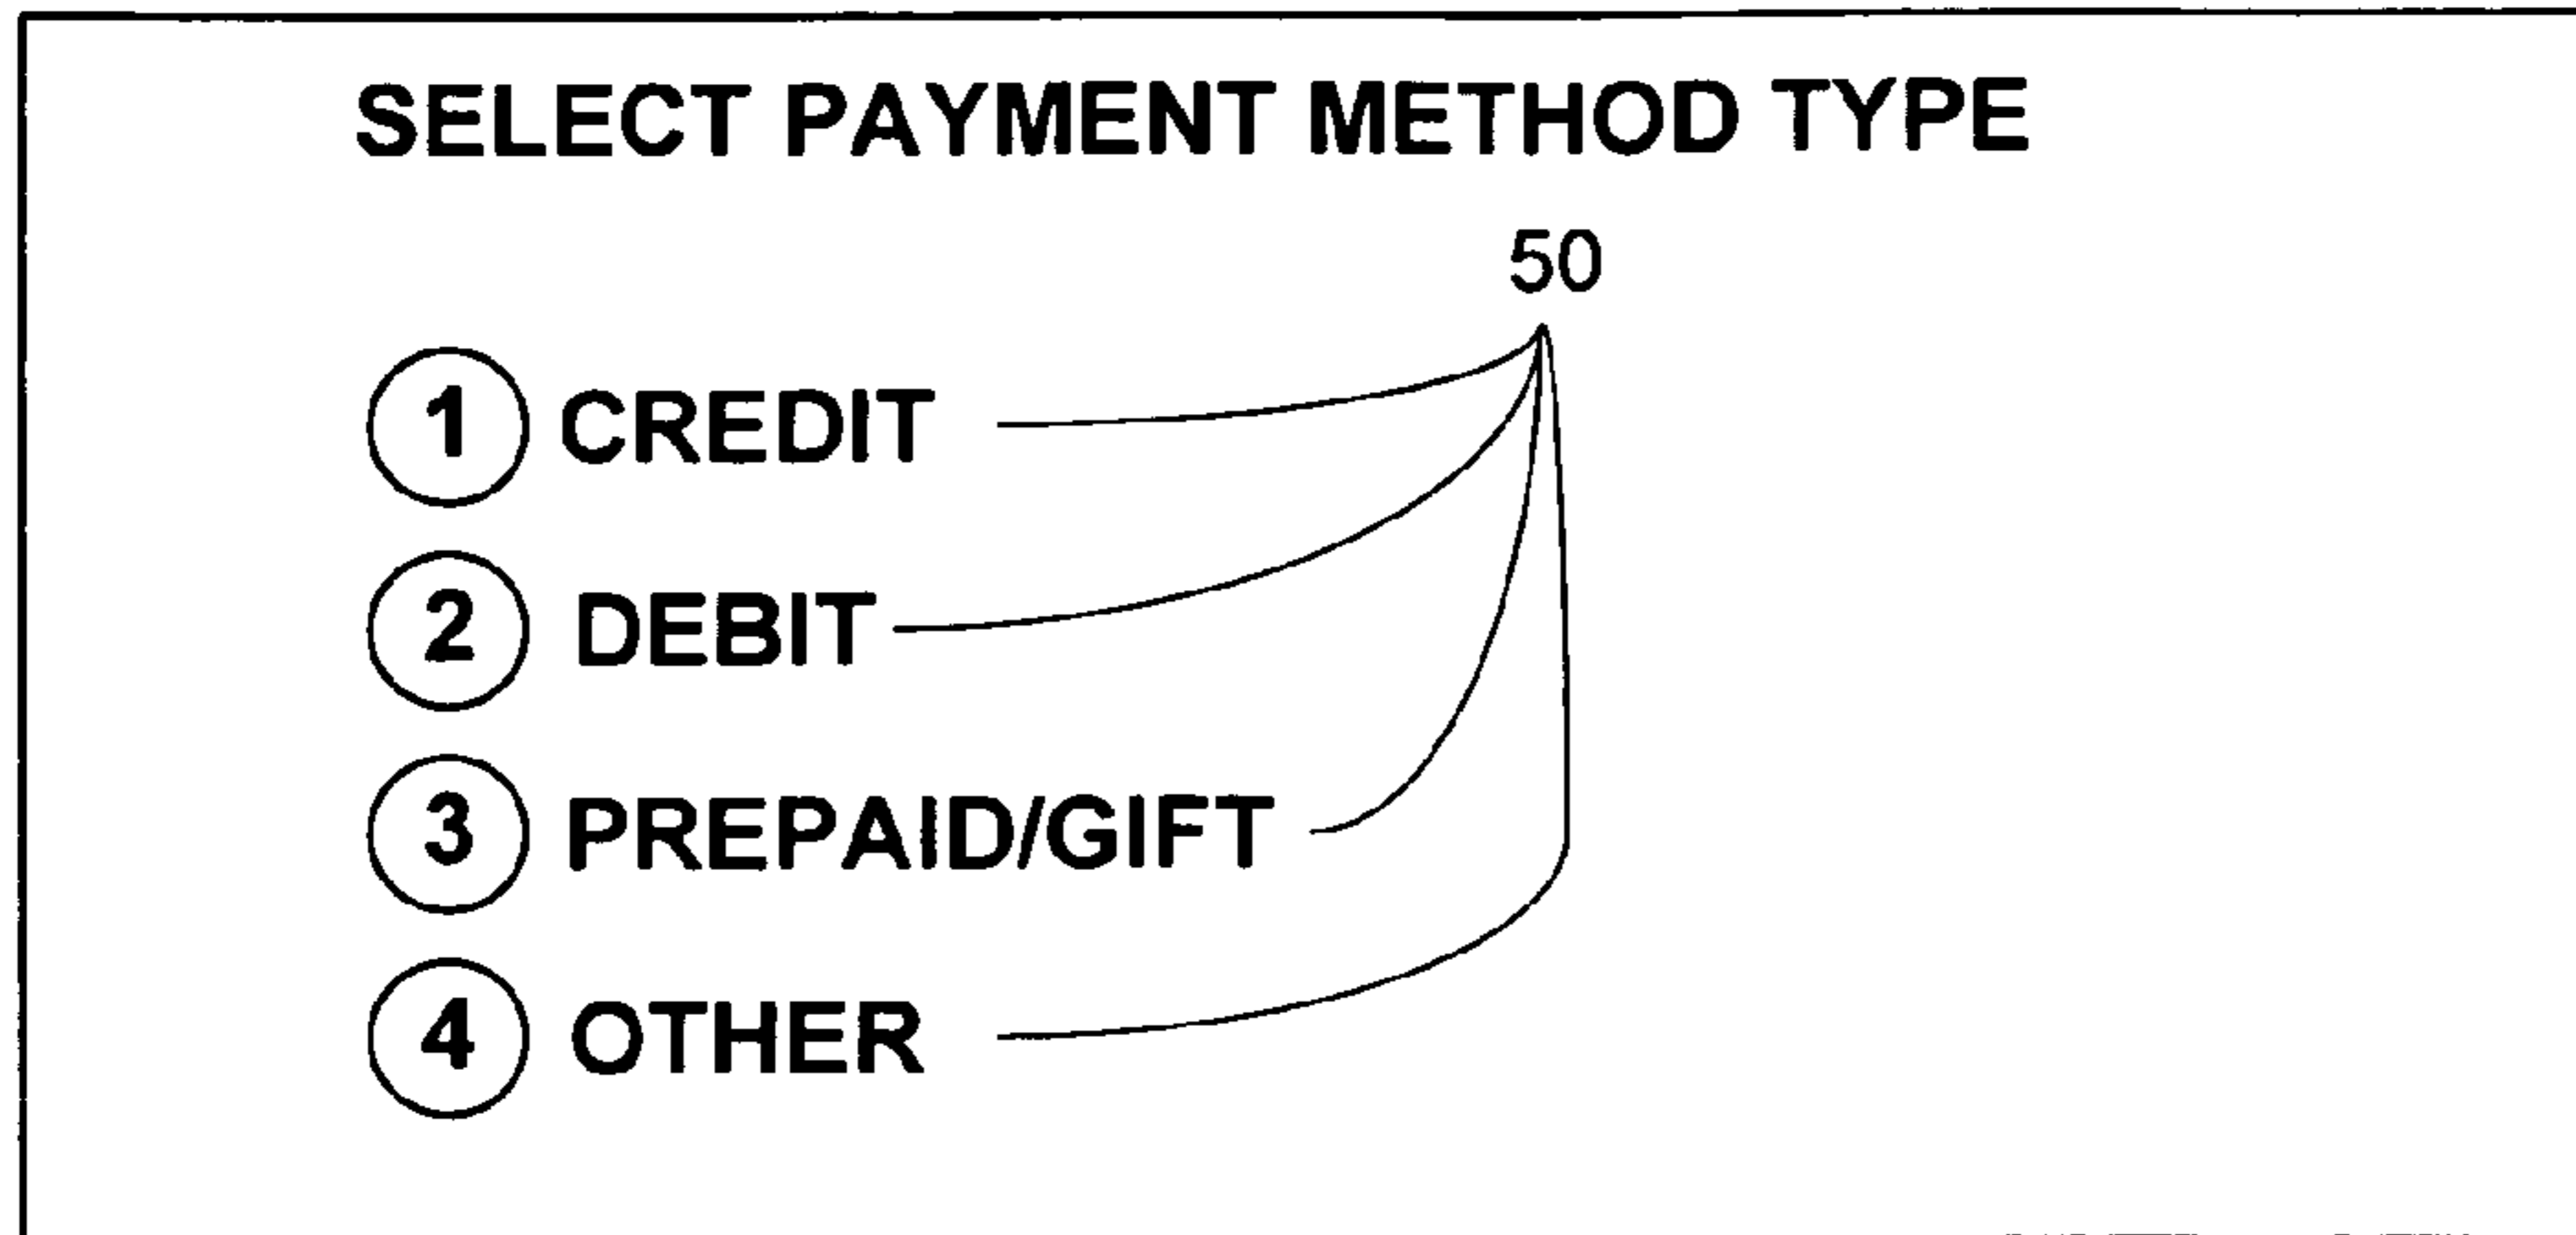 SELECT PAYMENT METHOD TYPE
50
1 CREDIT
2 DEBIT
3 PREPAID/GIFT
4 OTHER